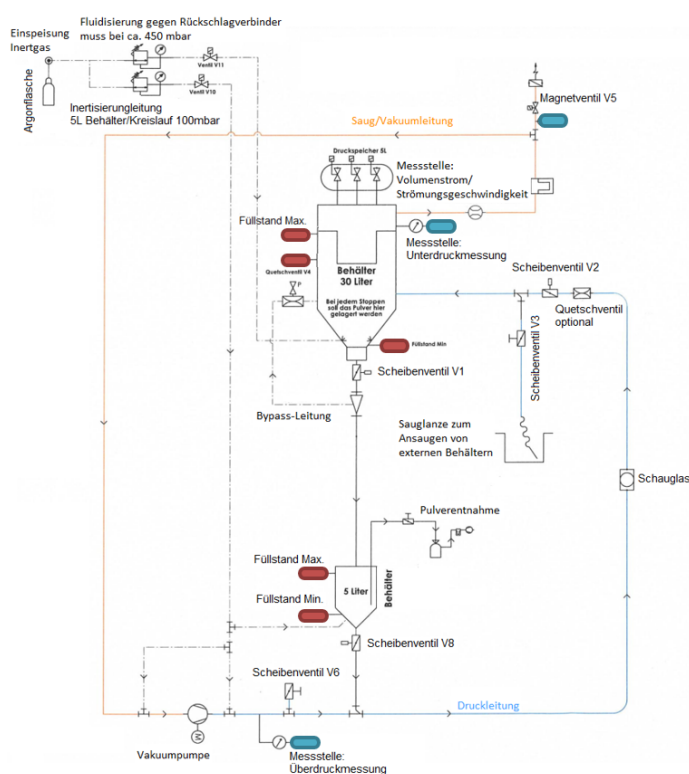 Fluidisierung gegen Rückschlagverbinder
muss bei ca. 450 mbar
Einspeisung
Inertgas
Ventil V11
Ventil V10
Argonflasche
Inertisierungleitung
5L Behälter/Kreislauf 100mbar
Saug/Vakuumleitung
Magnetventil V5
Druckspeicher 5L
Messstelle:
Volumenstrom/
Strömungsgeschwindigkeit
Füllstand Max.
Messstelle:
Unterdruckmessung
Quetschventil V4
Behälter
30 Liter
P
Bei jedem Stoppen
soll das Pulver hier
gelagert werden
Scheibenventil V2
Quetschventil
optional
Scheibenventil V3
Füllstand Min
Scheibenventil V1
Bypass-Leitung
Sauglanze zum
Ansaugen von
externen Behältern
Schauglas
Pulverentnahme
Füllstand Max.
5 Liter
Behälter
Füllstand Min.
Scheibenventil V8
Scheibenventil V6
Druckleitung
M
Vakuumpumpe
Messstelle:
Überdruckmessung